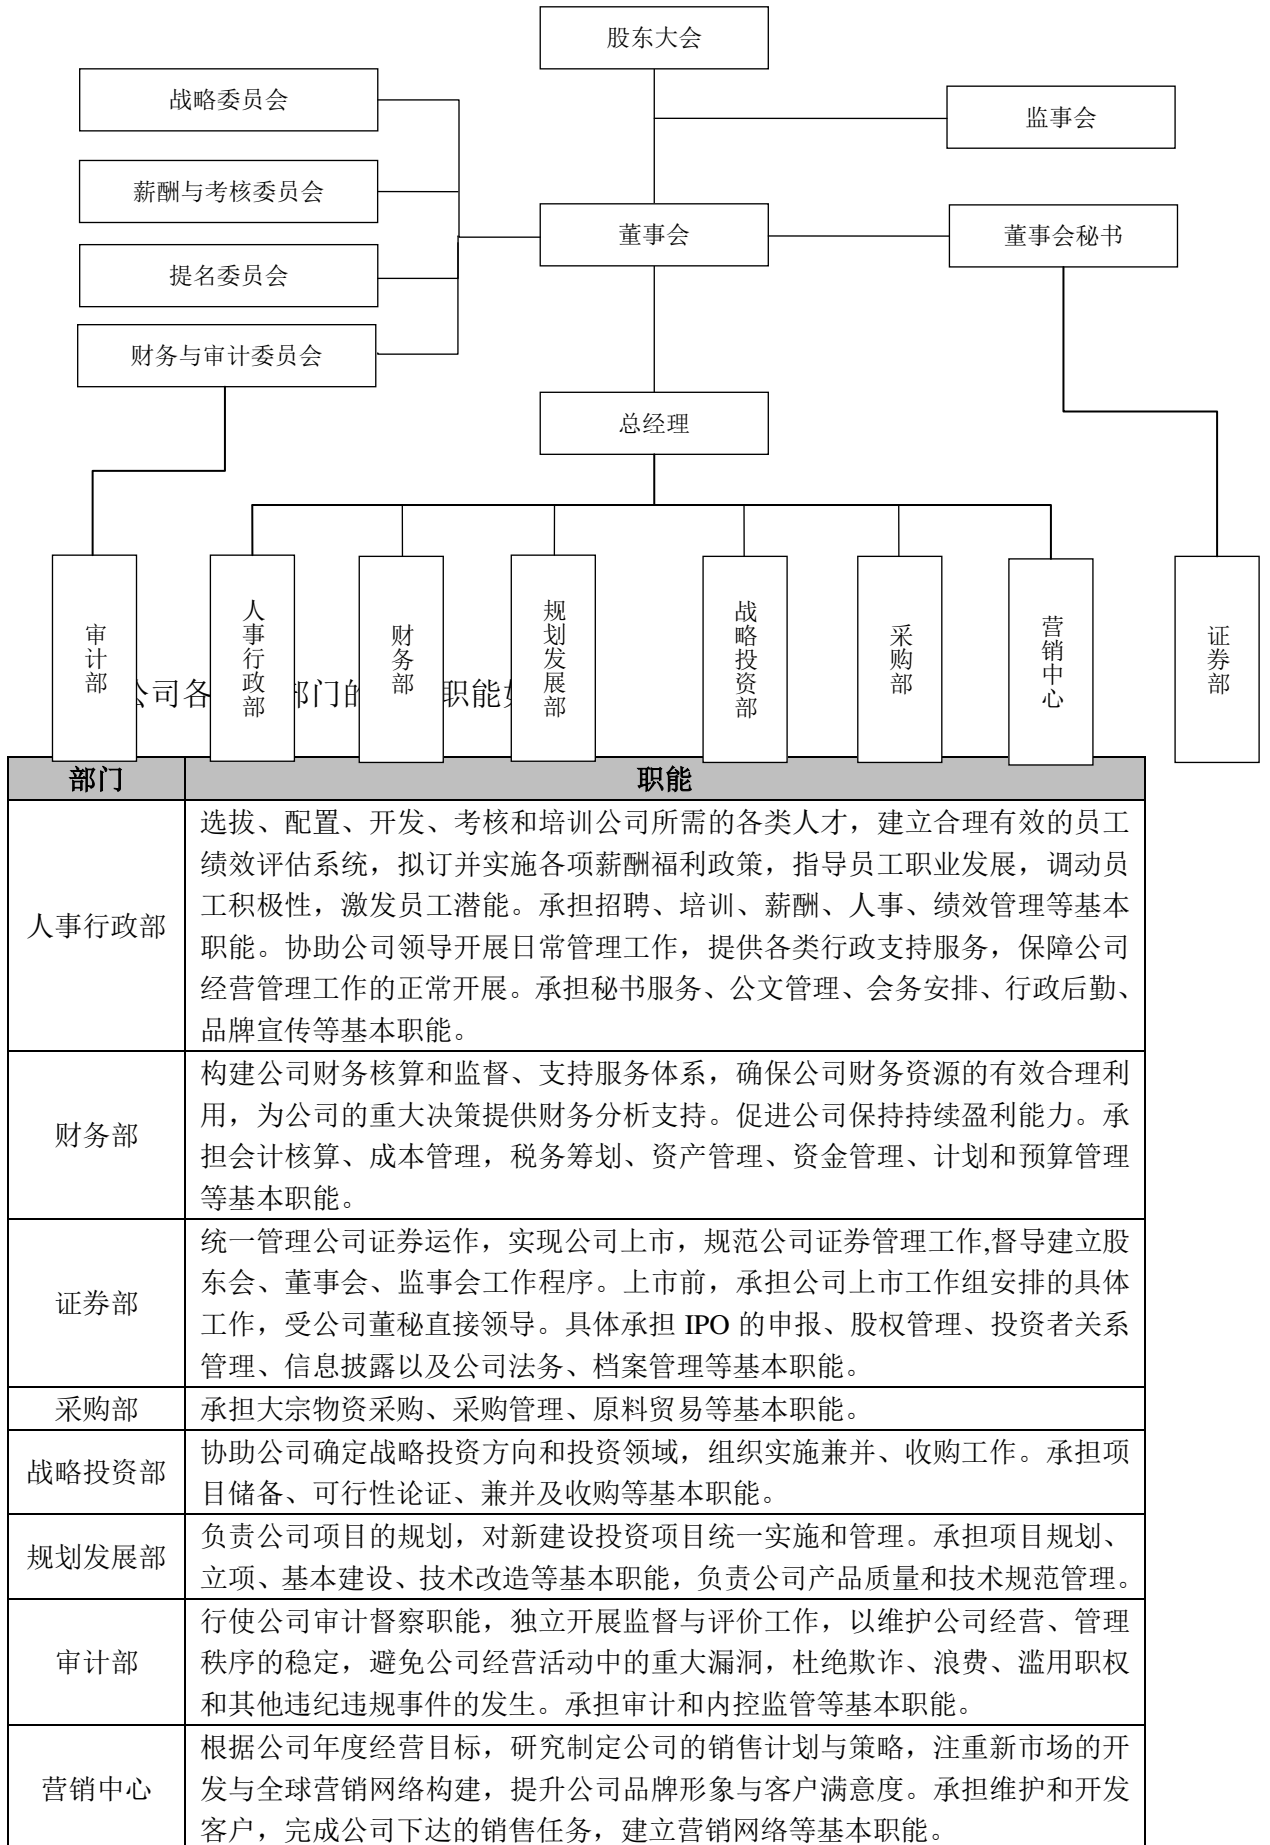 股东大会
战略委员会
监事会
薪酬与考核委员会
董事会
董事会秘书
提名委员会
财务与审计委员会
总经理
审计部
人事行政部
财务部
规划发展部
战略投资部
采购部
营销中心
证券部
公司各 部门的 职能
部门 职能
人事行政部
选拔、配置、开发、考核和培训公司所需的各类人才，建立合理有效的员工
绩效评估系统，拟订并实施各项薪酬福利政策，指导员工职业发展，调动员
工积极性，激发员工潜能。承担招聘、培训、薪酬、人事、绩效管理等基本
职能。协助公司领导开展日常管理工作，提供各类行政支持服务，保障公司
经营管理工作的正常开展。承担秘书服务、公文管理、会务安排、行政后勤、
品牌宣传等基本职能。
财务部
构建公司财务核算和监督、支持服务体系，确保公司财务资源的有效合理利
用，为公司的重大决策提供财务分析支持。促进公司保持持续盈利能力。承
担会计核算、成本管理，税务筹划、资产管理、资金管理、计划和预算管理
等基本职能。
证券部
统一管理公司证券运作，实现公司上市，规范公司证券管理工作,督导建立股
东会、董事会、监事会工作程序。上市前，承担公司上市工作组安排的具体
工作，受公司董秘直接领导。具体承担 IPO 的申报、股权管理、投资者关系
管理、信息披露以及公司法务、档案管理等基本职能。
采购部
承担大宗物资采购、采购管理、原料贸易等基本职能。
战略投资部
协助公司确定战略投资方向和投资领域，组织实施兼并、收购工作。承担项
目储备、可行性论证、兼并及收购等基本职能。
规划发展部
负责公司项目的规划，对新建设投资项目统一实施和管理。承担项目规划、
立项、基本建设、技术改造等基本职能，负责公司产品质量和技术规范管理。
审计部
行使公司审计督察职能，独立开展监督与评价工作，以维护公司经营、管理
秩序的稳定，避免公司经营活动中的重大漏洞，杜绝欺诈、浪费、滥用职权
和其他违纪违规事件的发生。承担审计和内控监管等基本职能。
营销中心
根据公司年度经营目标，研究制定公司的销售计划与策略，注重新市场的开
发与全球营销网络构建，提升公司品牌形象与客户满意度。承担维护和开发
客户，完成公司下达的销售任务，建立营销网络等基本职能。